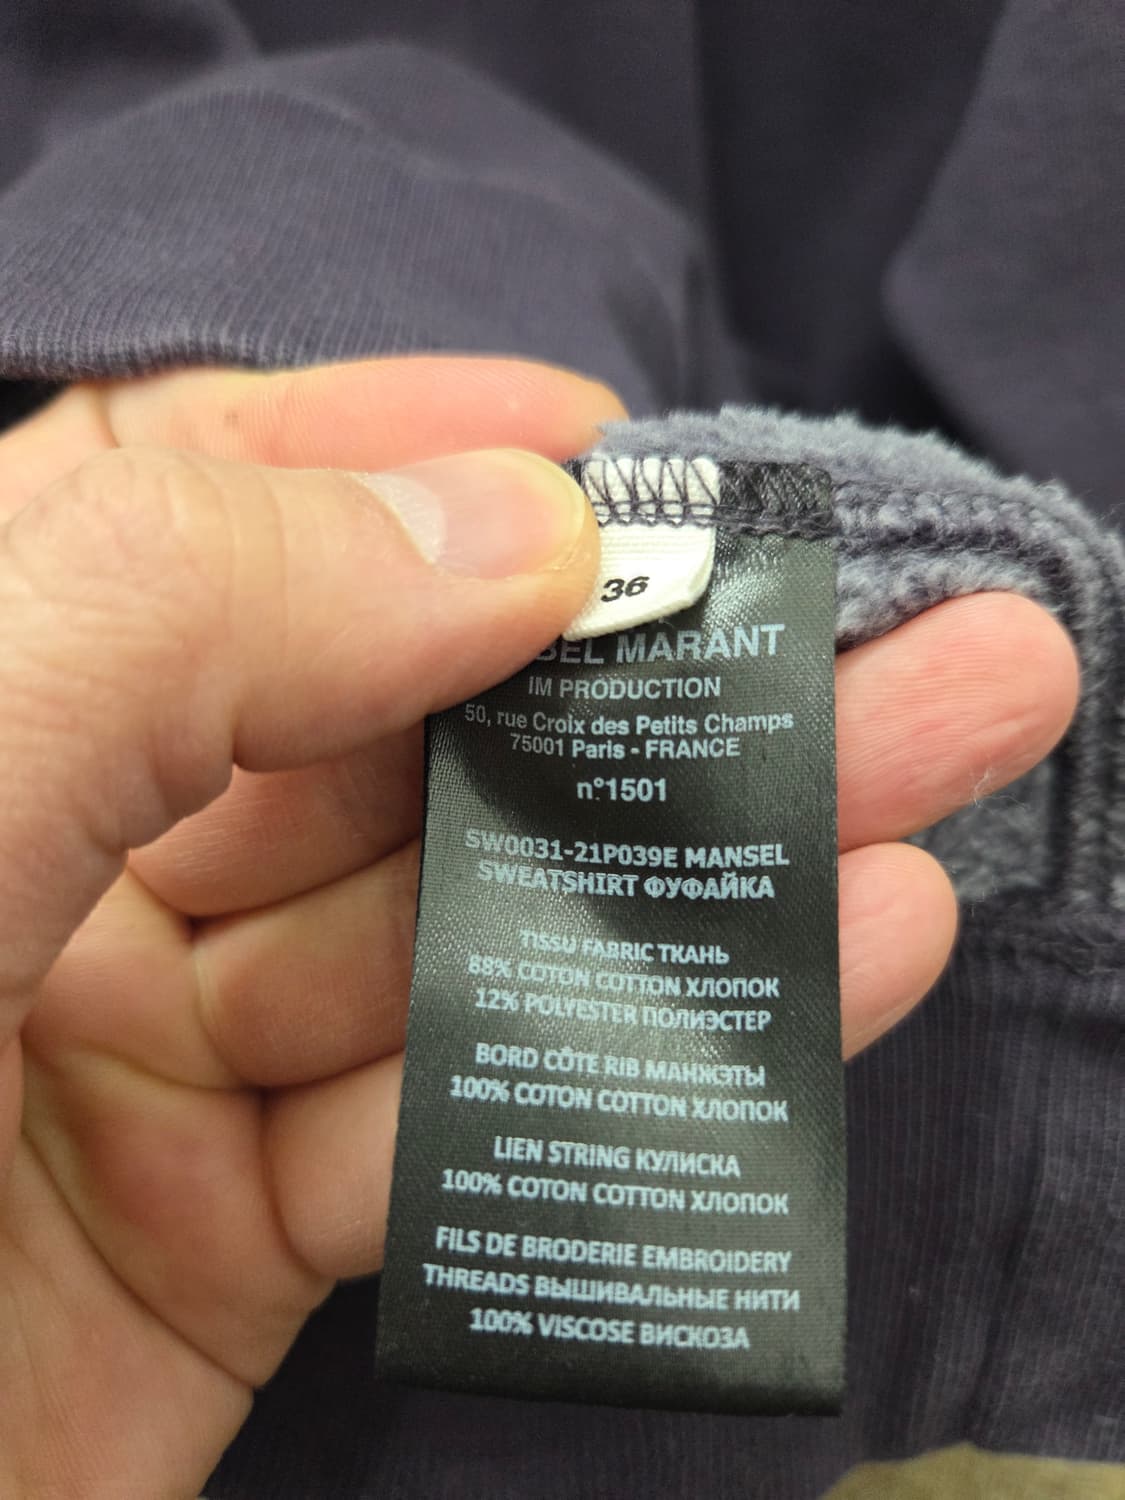 36
BEL MARANT
IM PRODUCTION
50, rue Croix des Petits Champs
75001 Paris - FRANCE
n°1501
SW0031-21P039E MANSEL
SWEATSHIRT ФУФАЙКА
TISSU FABRIC ТКАНЬ
88% COTON COTTON ХЛОПОК
12% POLYESTER ПОЛИЭСТЕР
BORD CÔTE RIB МАНЖЭТЫ
100% COTON COTTON ХЛОПОК
LIEN STRING КУЛИСКА
100% COTON COTTON ХЛОПОК
FILS DE BRODERIE EMBROIDERY
THREADS ВЫШИВАЛЬНЫЕ НИТИ
100% VISCOSE ВИСКОЗА